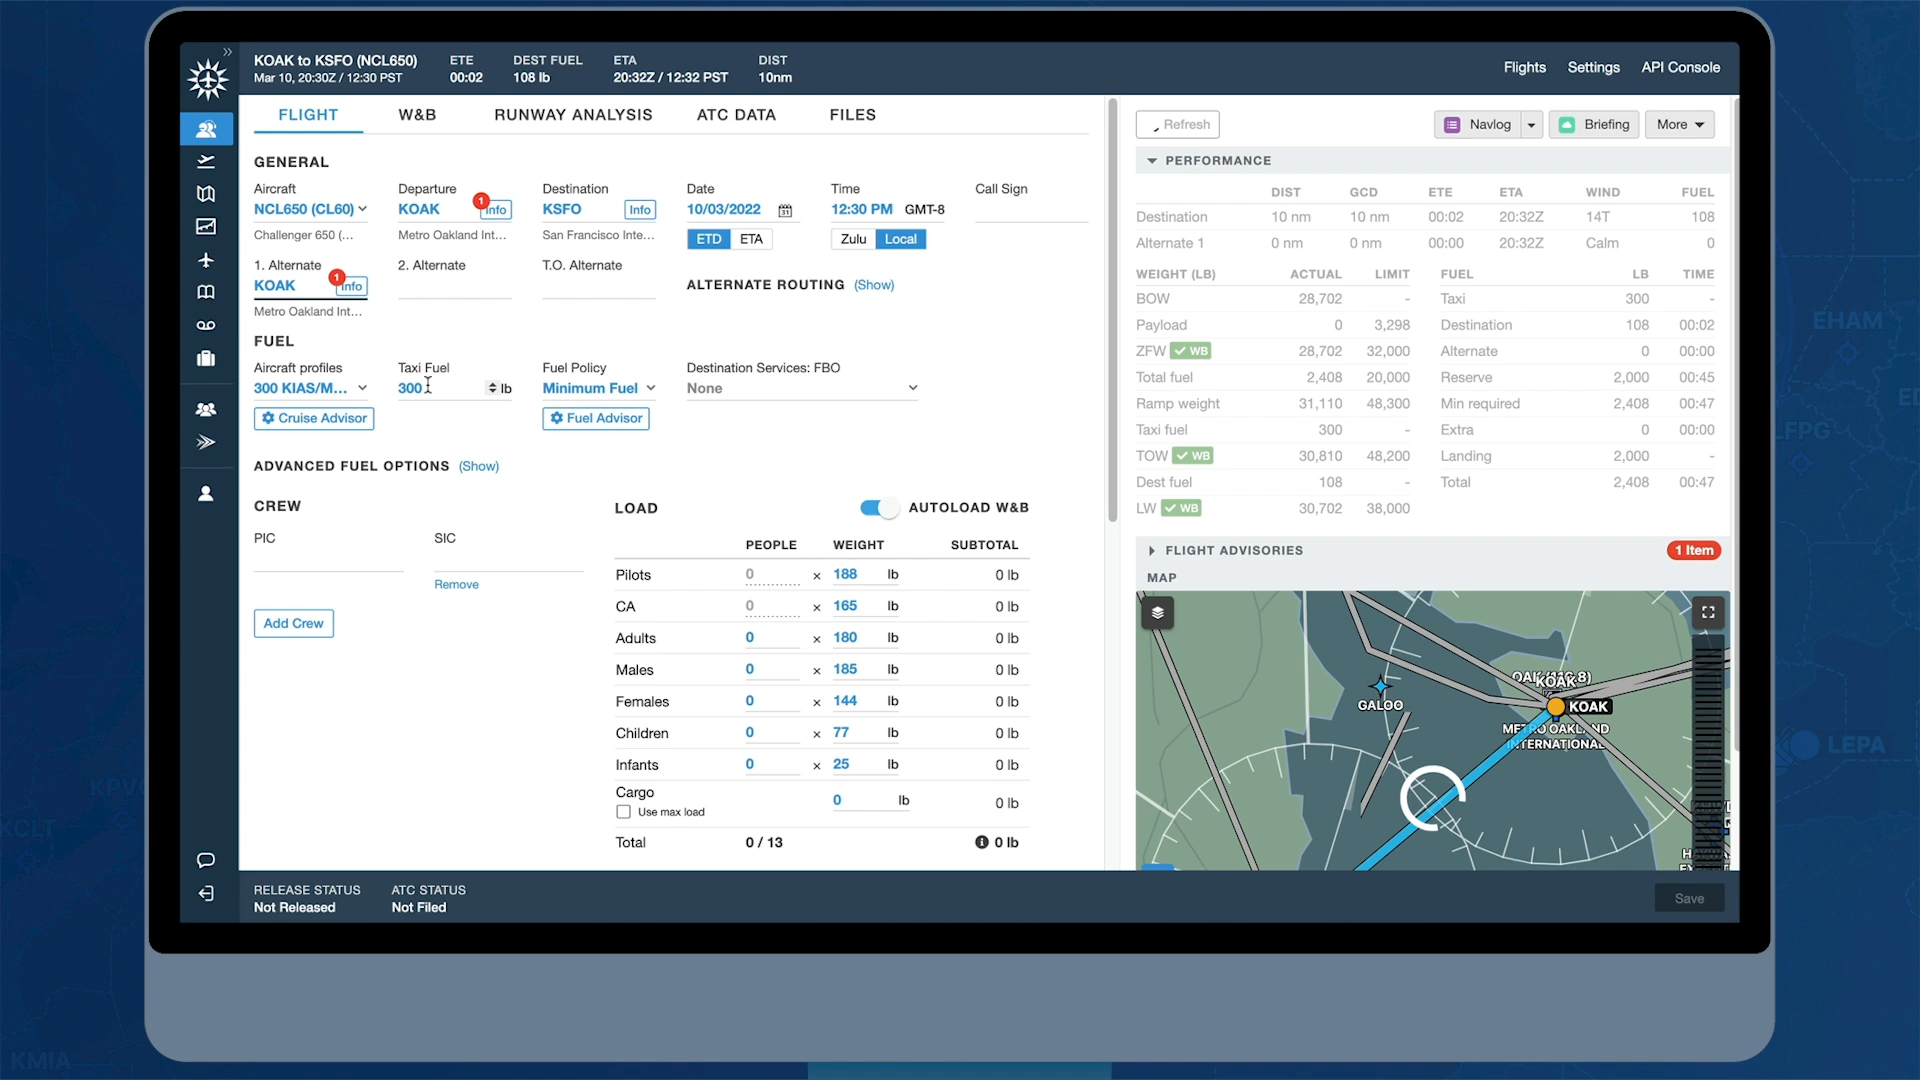 KOAK to KSFO (NCL650)
Mar 10, 20:30Z / 12:30 PST
ETE
00:02
DEST FUEL
108 lb
ETA
20:32Z / 12:32 PST
DIST
10nm
Flights Settings API Console
FLIGHT W&B RUNWAY ANALYSIS ATC DATA FILES
GENERAL
Aircraft
NCL650 (CL60)
Challenger 650 (...
Departure
KOAK
1
Info
Metro Oakland Int...
Destination
KSFO
Info
San Francisco Inte...
Date
10/03/2022
ETD ETA
Time
12:30 PM GMT-8
Zulu Local
Call Sign
1. Alternate
KOAK
1
Info
Metro Oakland Int...
2. Alternate
T.O. Alternate
ALTERNATE ROUTING (Show)
FUEL
Aircraft profiles
300 KIAS/M...
Cruise Advisor
Taxi Fuel
300 lb
Fuel Policy
Minimum Fuel
Fuel Advisor
Destination Services: FBO
None
ADVANCED FUEL OPTIONS (Show)
CREW
PIC
SIC
Remove
Add Crew
LOAD
AUTOLOAD W&B
PEOPLE WEIGHT SUBTOTAL
Pilots 0 × 188 lb 0 lb
CA 0 × 165 lb 0 lb
Adults 0 × 180 lb 0 lb
Males 0 × 185 lb 0 lb
Females 0 × 144 lb 0 lb
Children 0 × 77 lb 0 lb
Infants 0 × 25 lb 0 lb
Cargo 0 lb 0 lb
Use max load
Total 0 / 13 0 lb
RELEASE STATUS
Not Released
ATC STATUS
Not Filed
Save
Refresh
Navlog
Briefing
More
PERFORMANCE
DIST GCD ETE ETA WIND FUEL
Destination 10 nm 10 nm 00:02 20:32Z 14T 108
Alternate 1 0 nm 0 nm 00:00 20:32Z Calm 0
WEIGHT (LB) ACTUAL LIMIT
BOW 28,702 -
Payload 0 3,298
ZFW WB 28,702 32,000
Total fuel 2,408 20,000
Ramp weight 31,110 48,300
Taxi fuel 300 -
TOW WB 30,810 48,200
Dest fuel 108 -
LW WB 30,702 38,000
FUEL LB TIME
Taxi 300 -
Destination 108 00:02
Alternate 0 00:00
Reserve 2,000 00:45
Min required 2,408 00:47
Extra 0 00:00
Landing 2,000 -
Total 2,408 00:47
FLIGHT ADVISORIES
1 Item
MAP
GALOO
KOAK
KOAK
METRO OAKLAND
INTERNATIONAL
EHAM
LFPG
LEPA
KCLT
KMIA